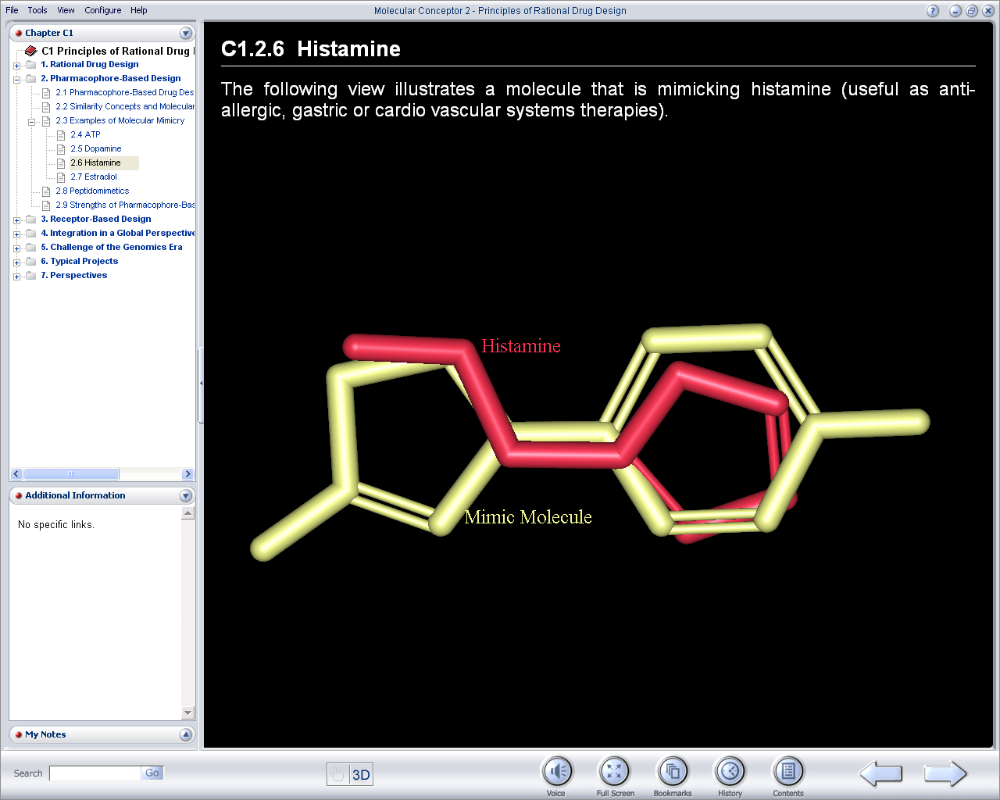 File Tools View Configure Help
Molecular Conceptor 2 - Principles of Rational Drug Design
Chapter C1
C1 Principles of Rational Drug
1. Rational Drug Design
2. Pharmacophore-Based Design
2.1 Pharmacophore-Based Drug Des
2.2 Similarity Concepts and Molecular
2.3 Examples of Molecular Mimicry
2.4 ATP
2.5 Dopamine
2.6 Histamine
2.7 Estradiol
2.8 Peptidomimetics
2.9 Strengths of Pharmacophore-Bas
3. Receptor-Based Design
4. Integration in a Global Perspective
5. Challenge of the Genomics Era
6. Typical Projects
7. Perspectives
Additional Information
No specific links.
My Notes
C1.2.6 Histamine
The following view illustrates a molecule that is mimicking histamine (useful as anti-
allergic, gastric or cardio vascular systems therapies).
Histamine
Mimic Molecule
Search Go
3D
Voice Full Screen Bookmarks History Contents